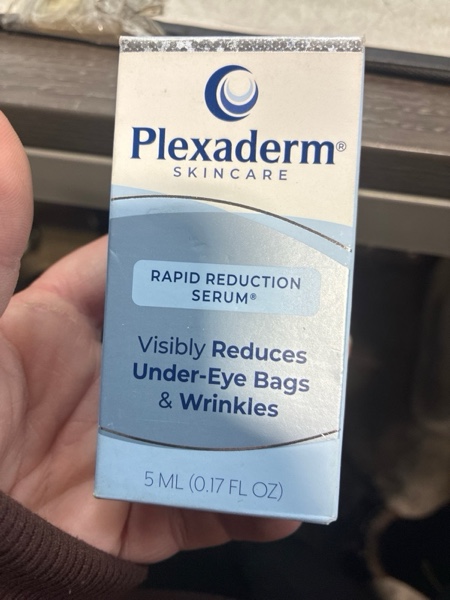 Plexaderm®
SKINCARE
RAPID REDUCTION
SERUM®
Visibly Reduces
Under-Eye Bags
& Wrinkles
5 ML (0.17 FL OZ)